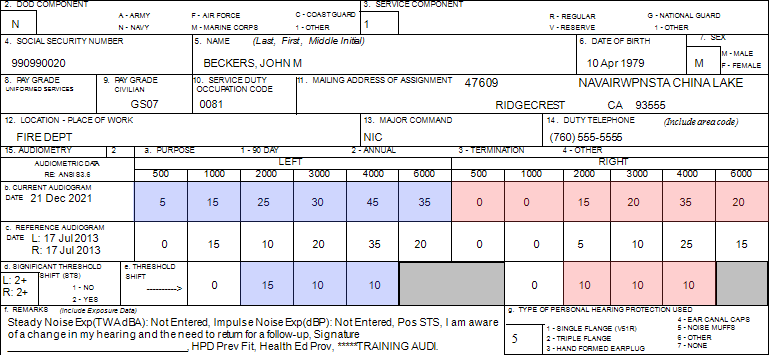 2. DOD COMPONENT
N
A - ARMY
N - NAVY
F - AIR FORCE
M - MARINE CORPS
C - COAST GUARD
1 - OTHER
3. SERVICE COMPONENT
1
R - REGULAR
V - RESERVE
G - NATIONAL GUARD
1 - OTHER
4. SOCIAL SECURITY NUMBER
990990020
5. NAME (Last, First, Middle Initial)
BECKERS, JOHN M
6. DATE OF BIRTH
10 Apr 1979
7. SEX
M
M - MALE
F - FEMALE
8. PAY GRADE
UNIFORMED SERVICES
9. PAY GRADE
CIVILIAN
GS07
10. SERVICE DUTY
OCCUPATION CODE
0081
11. MAILING ADDRESS OF ASSIGNMENT 47609 NAVAIRWPNSTA CHINA LAKE
RIDGECREST CA 93555
12. LOCATION - PLACE OF WORK
FIRE DEPT
13. MAJOR COMMAND
NIC
14. DUTY TELEPHONE (Include area code)
(760) 555-5555
15. AUDIOMETRY 2 a. PURPOSE 1 - 90 DAY 2 - ANNUAL 3 - TERMINATION 4 - OTHER
AUDIOMETRIC DATA
RE: ANSI S3.6
LEFT RIGHT
500 1000 2000 3000 4000 6000 500 1000 2000 3000 4000 6000
b. CURRENT AUDIOGRAM
DATE 21 Dec 2021
5 15 25 30 45 35 0 0 15 20 35 20
c. REFERENCE AUDIOGRAM
DATE L: 17 Jul 2013
R: 17 Jul 2013
0 15 10 20 35 20 0 0 5 10 25 15
d. SIGNIFICANT THRESHOLD
SHIFT (STS)
L: 2+
R: 2+
1 - NO
2 - YES
e. THRESHOLD
SHIFT
---------->
0 15 10 10 0 10 10 10
f. REMARKS (Include Exposure Data)
Steady Noise Exp(TWA dBA): Not Entered, Impulse Noise Exp(dBP): Not Entered, Pos STS, I am aware
of a change in my hearing and the need to return for a follow-up, Signature
______________________________, HPD Prev Fit, Health Ed Prov, *****TRAINING AUDI.
g. TYPE OF PERSONAL HEARING PROTECTION USED
5
1 - SINGLE FLANGE (V51R)
2 - TRIPLE FLANGE
3 - HAND FORMED EARPLUG
4 - EAR CANAL CAPS
5 - NOISE MUFFS
6 - OTHER
7 - NONE